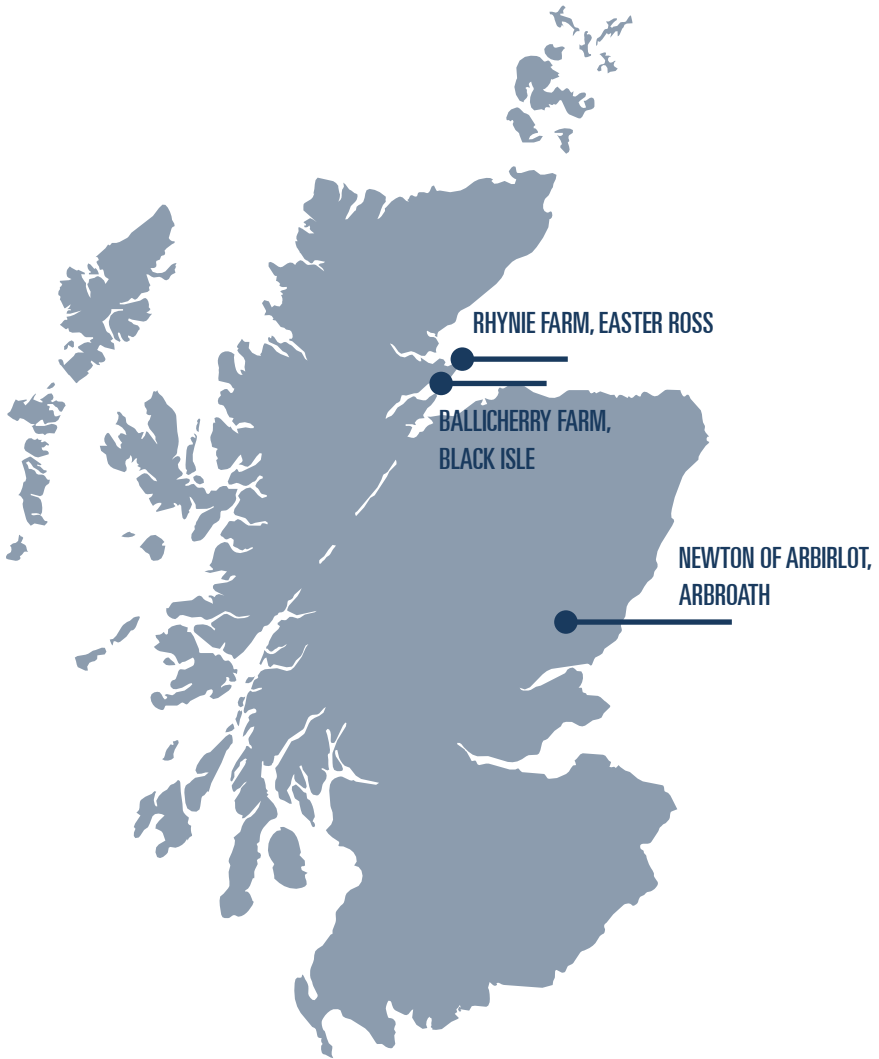 RHYNIE FARM, EASTER ROSS
BALLICHERRY FARM,
BLACK ISLE
NEWTON OF ARBIRLOT,
ARBROATH